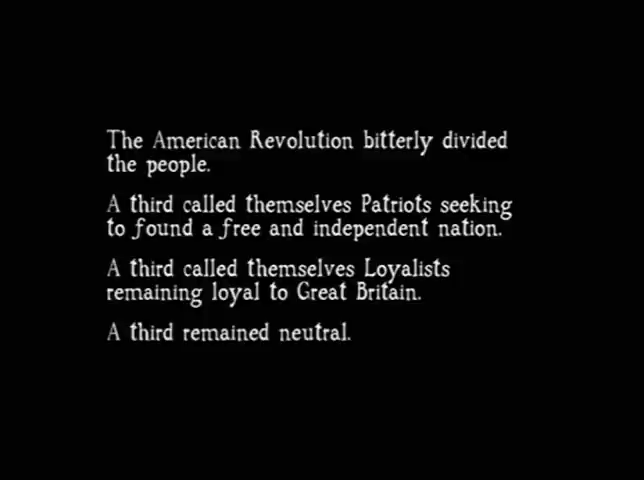 The American Revolution bitterly divided
the people.
A third called themselves Patriots seeking
to found a free and independent nation.
A third called themselves Loyalists
remaining loyal to Great Britain.
A third remained neutral.